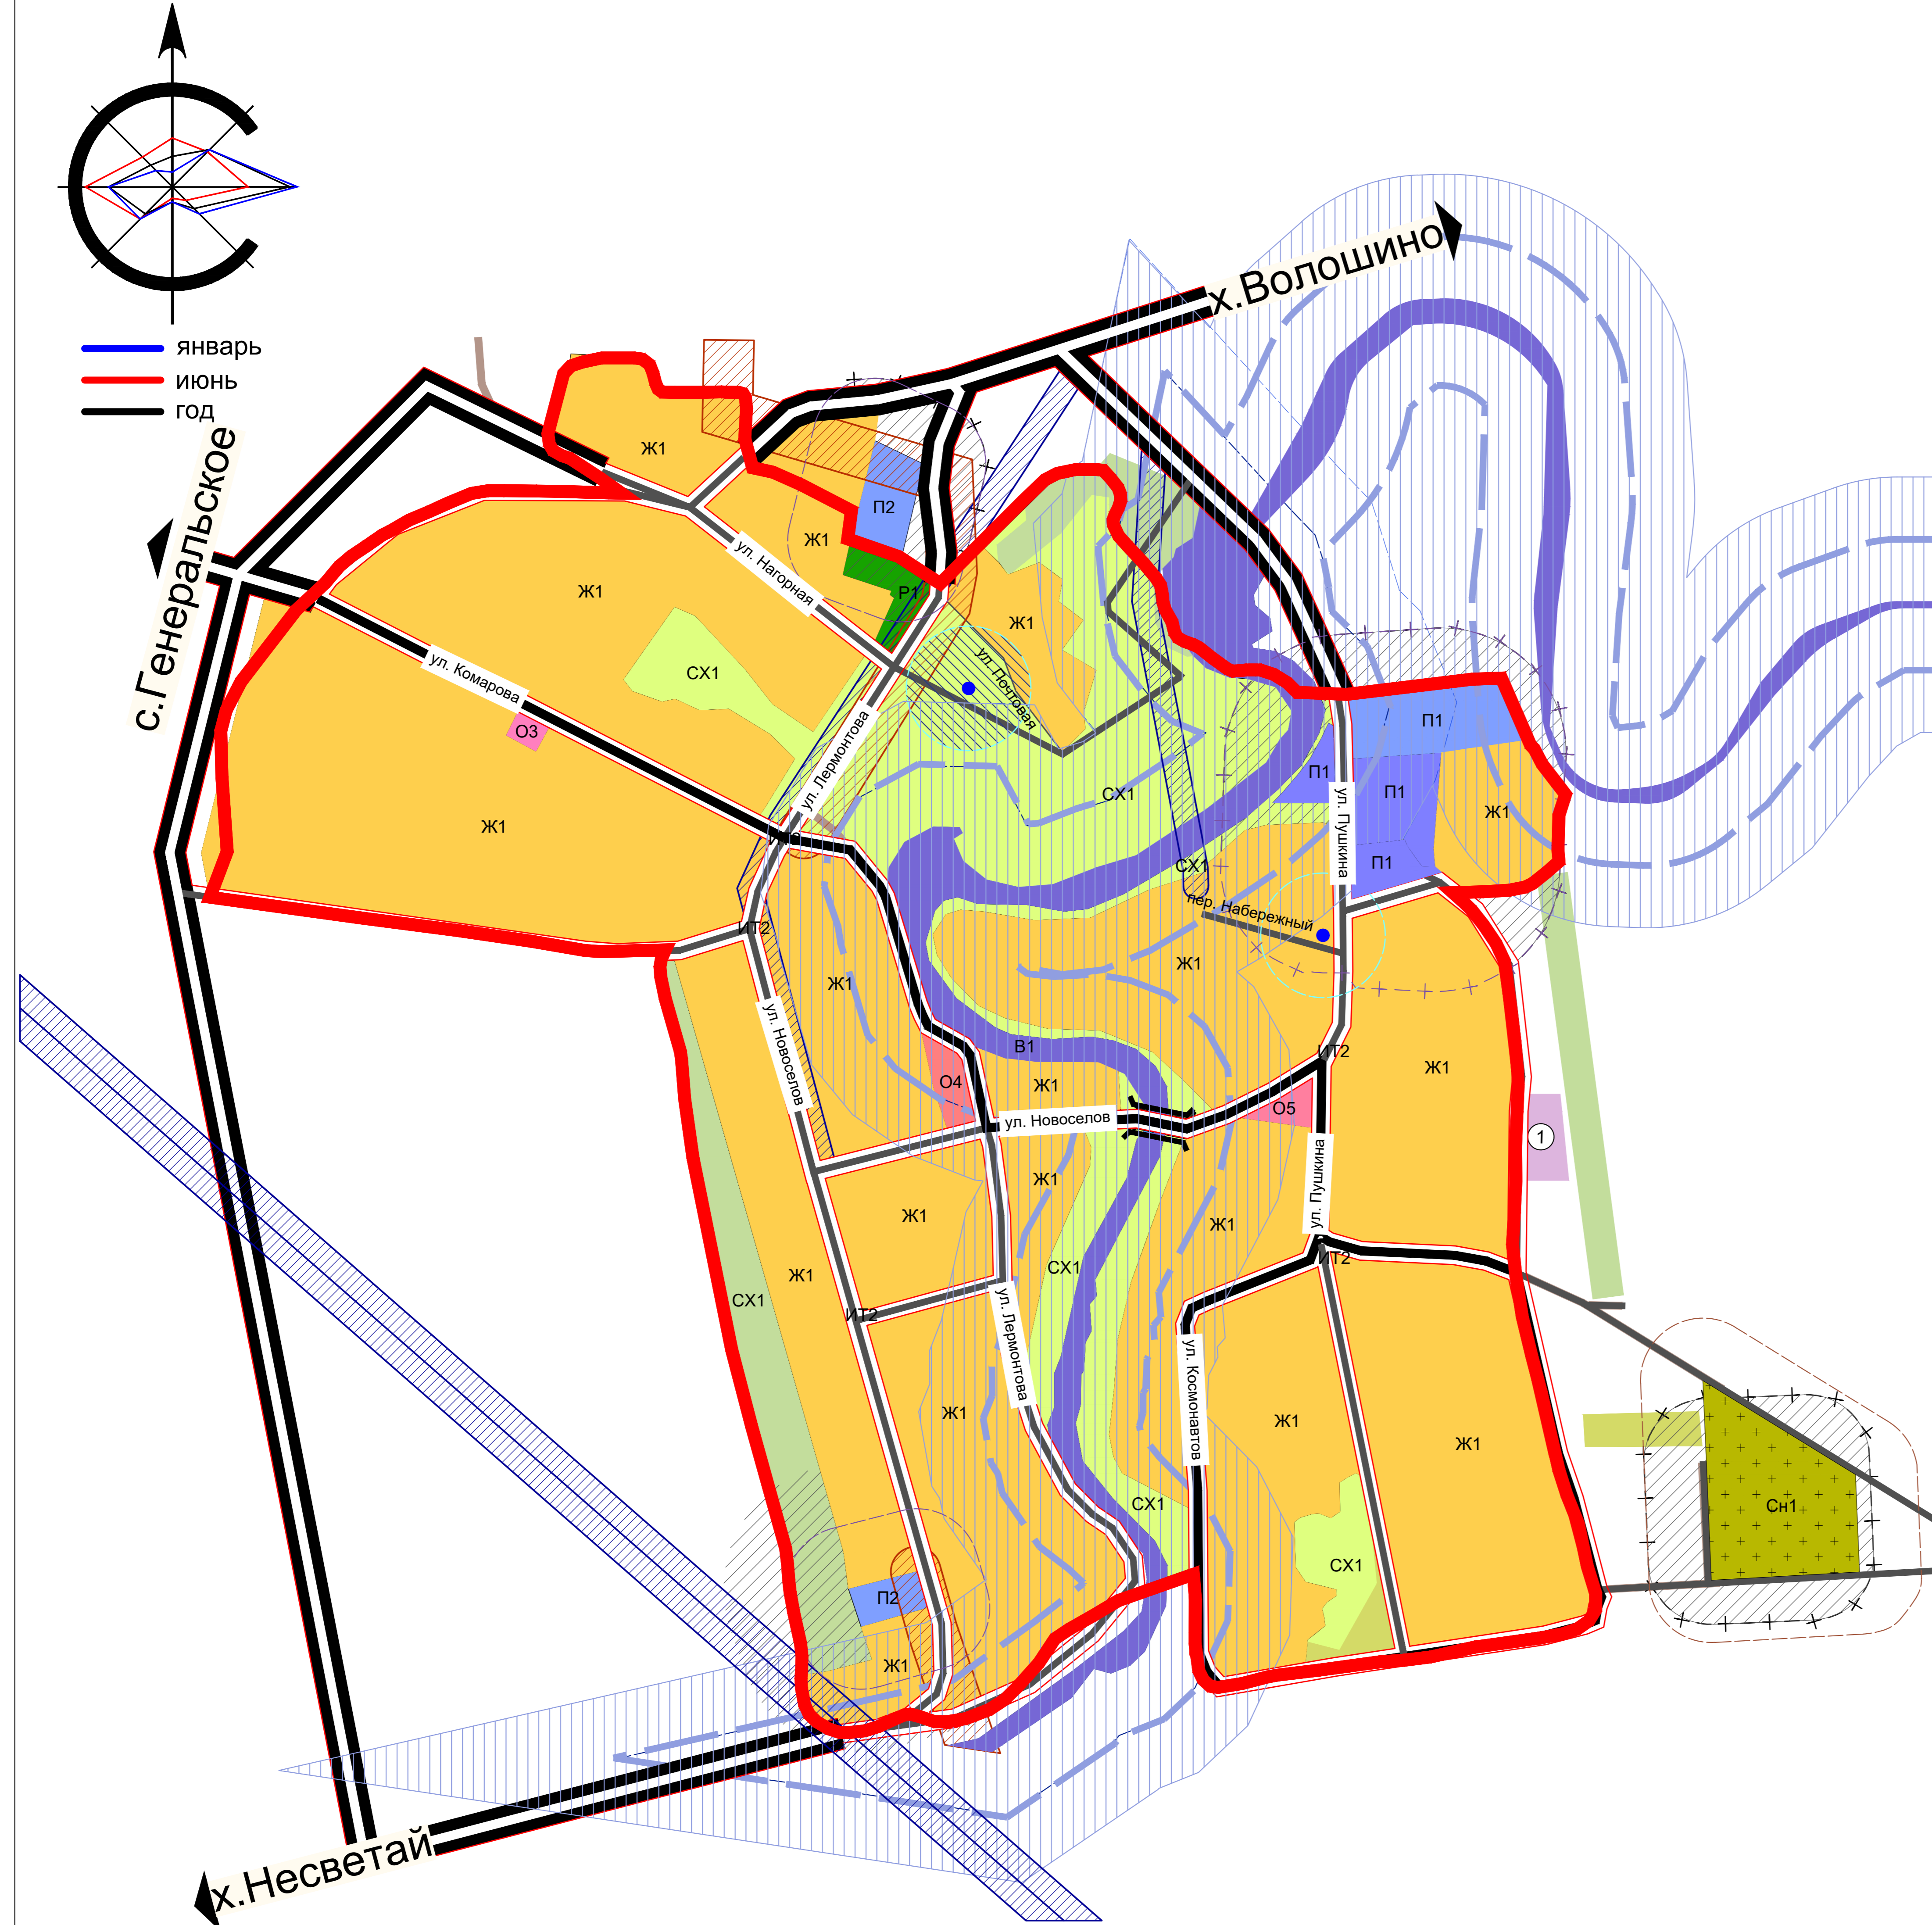 январь
июнь
год
х.Волошино
с.Генеральское
Ж1
П2
Ж1
ул. Нагорная
Р1
Ж1
Ж1
ул. Почтовая
СХ1
ул. Комарова
О3
ул. Лермонтова
П1
П1
П1
СХ1
ул. Пушкина
Ж1
Ж1
СХ1
П1
пер. Набережный
ИТ2
Ж1
Ж1
ул. Новоселов
В1
ИТ2
Ж1
О4
Ж1
О5
ул. Новоселов
1
Ж1
ул. Пушкина
Ж1
Ж1
СХ1
ИТ2
Ж1
СХ1
ИТ2
ул. Лермонтова
ул. Космонавтов
Ж1
Ж1
Ж1
СХ1
Сн1
СХ1
П2
Ж1
х.Несветай